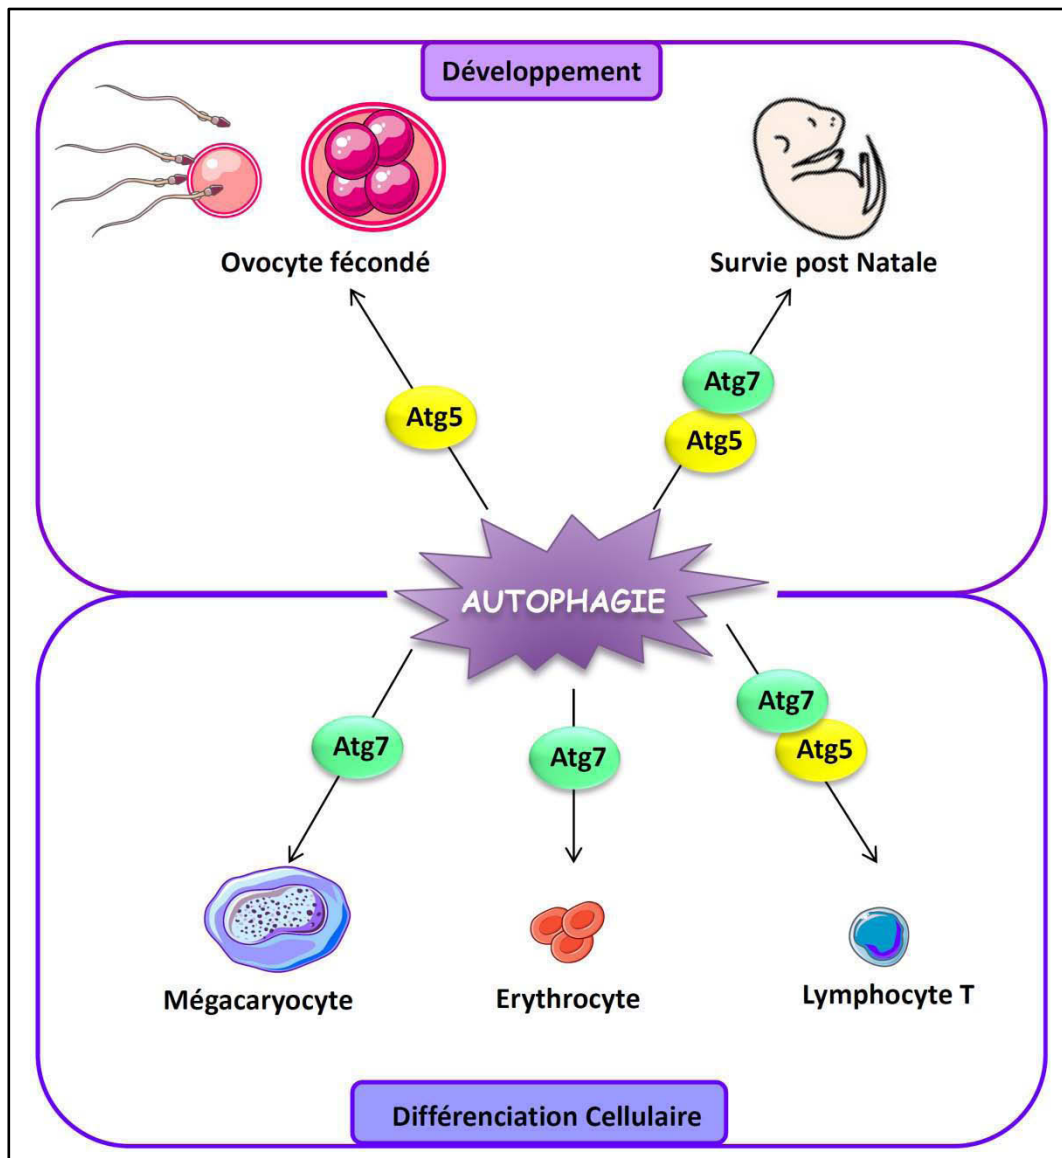 Développement
Ovocyte fécondé
Survie post Natale
Atg7
Atg5
Atg5
AUTOPHAGIE
Atg7
Atg7
Atg7
Atg5
Mégacaryocyte
Erythrocyte
Lymphocyte T
Différenciation Cellulaire